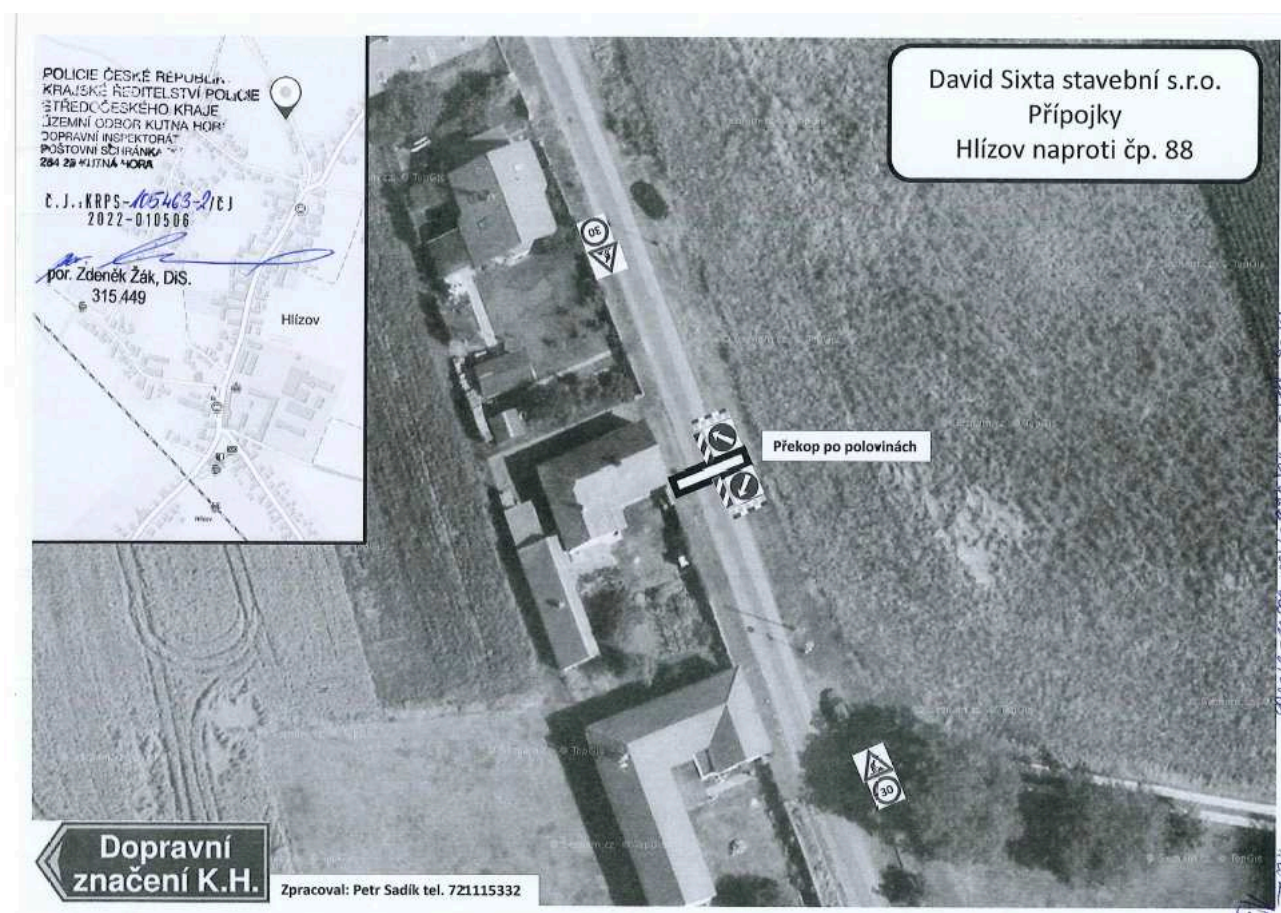 POLICIE ČESKÉ REPUBLIK
KRAJSKÉ ŘEDITELSTVÍ POLICIE
STŘEDOČESKÉHO KRAJE
ÚZEMNÍ ODBOR KUTNÁ HORA
DOPRAVNÍ INSPEKTORÁT
POŠTOVNÍ SCHRÁNKA
284 29 KUTNÁ HORA
č.j.:KRPS-105463-2/ČJ
2022-010506
por. Zdeněk Žák, DiS.
315.449
Hlízov
Hlízov
David Sixta stavební s.r.o.
Přípojky
Hlízov naproti čp. 88
30
Překop po polovinách
30
Dopravní
značení K.H.
Zpracoval: Petr Sadík tel. 721115332